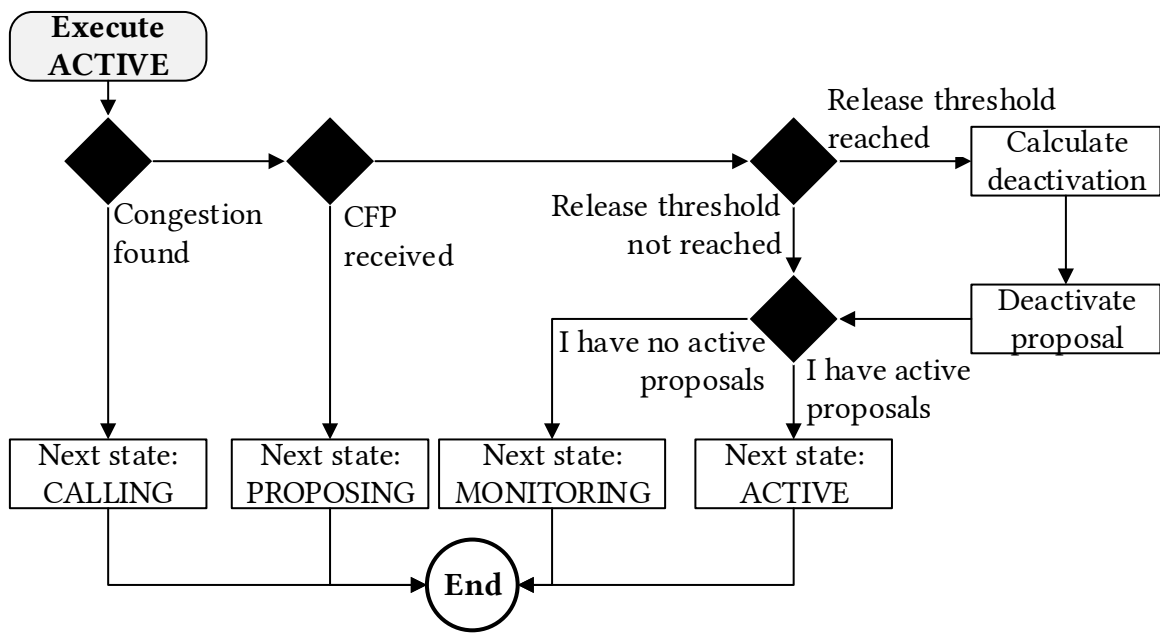 Execute
ACTIVE
Release threshold
reached
Calculate
deactivation
Congestion
found
CFP
received
Release threshold
not reached
Deactivate
proposal
I have no active
proposals
I have active
proposals
Next state:
CALLING
Next state:
PROPOSING
Next state:
MONITORING
Next state:
ACTIVE
End